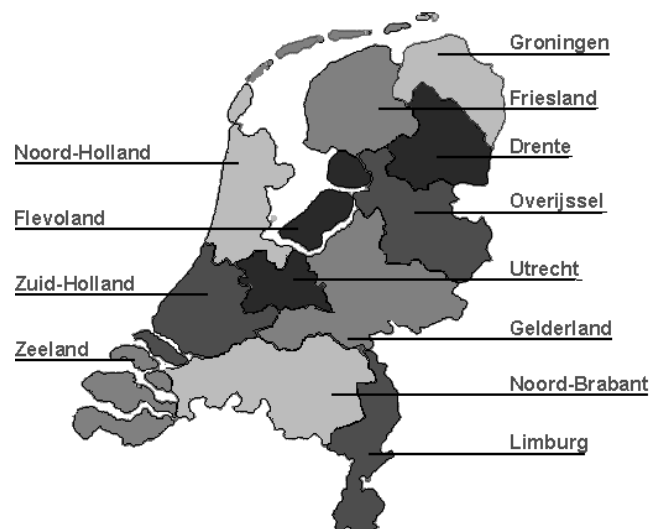 Groningen
Friesland
Noord-Holland
Drente
Flevoland
Overijssel
Zuid-Holland
Utrecht
Zeeland
Gelderland
Noord-Brabant
Limburg